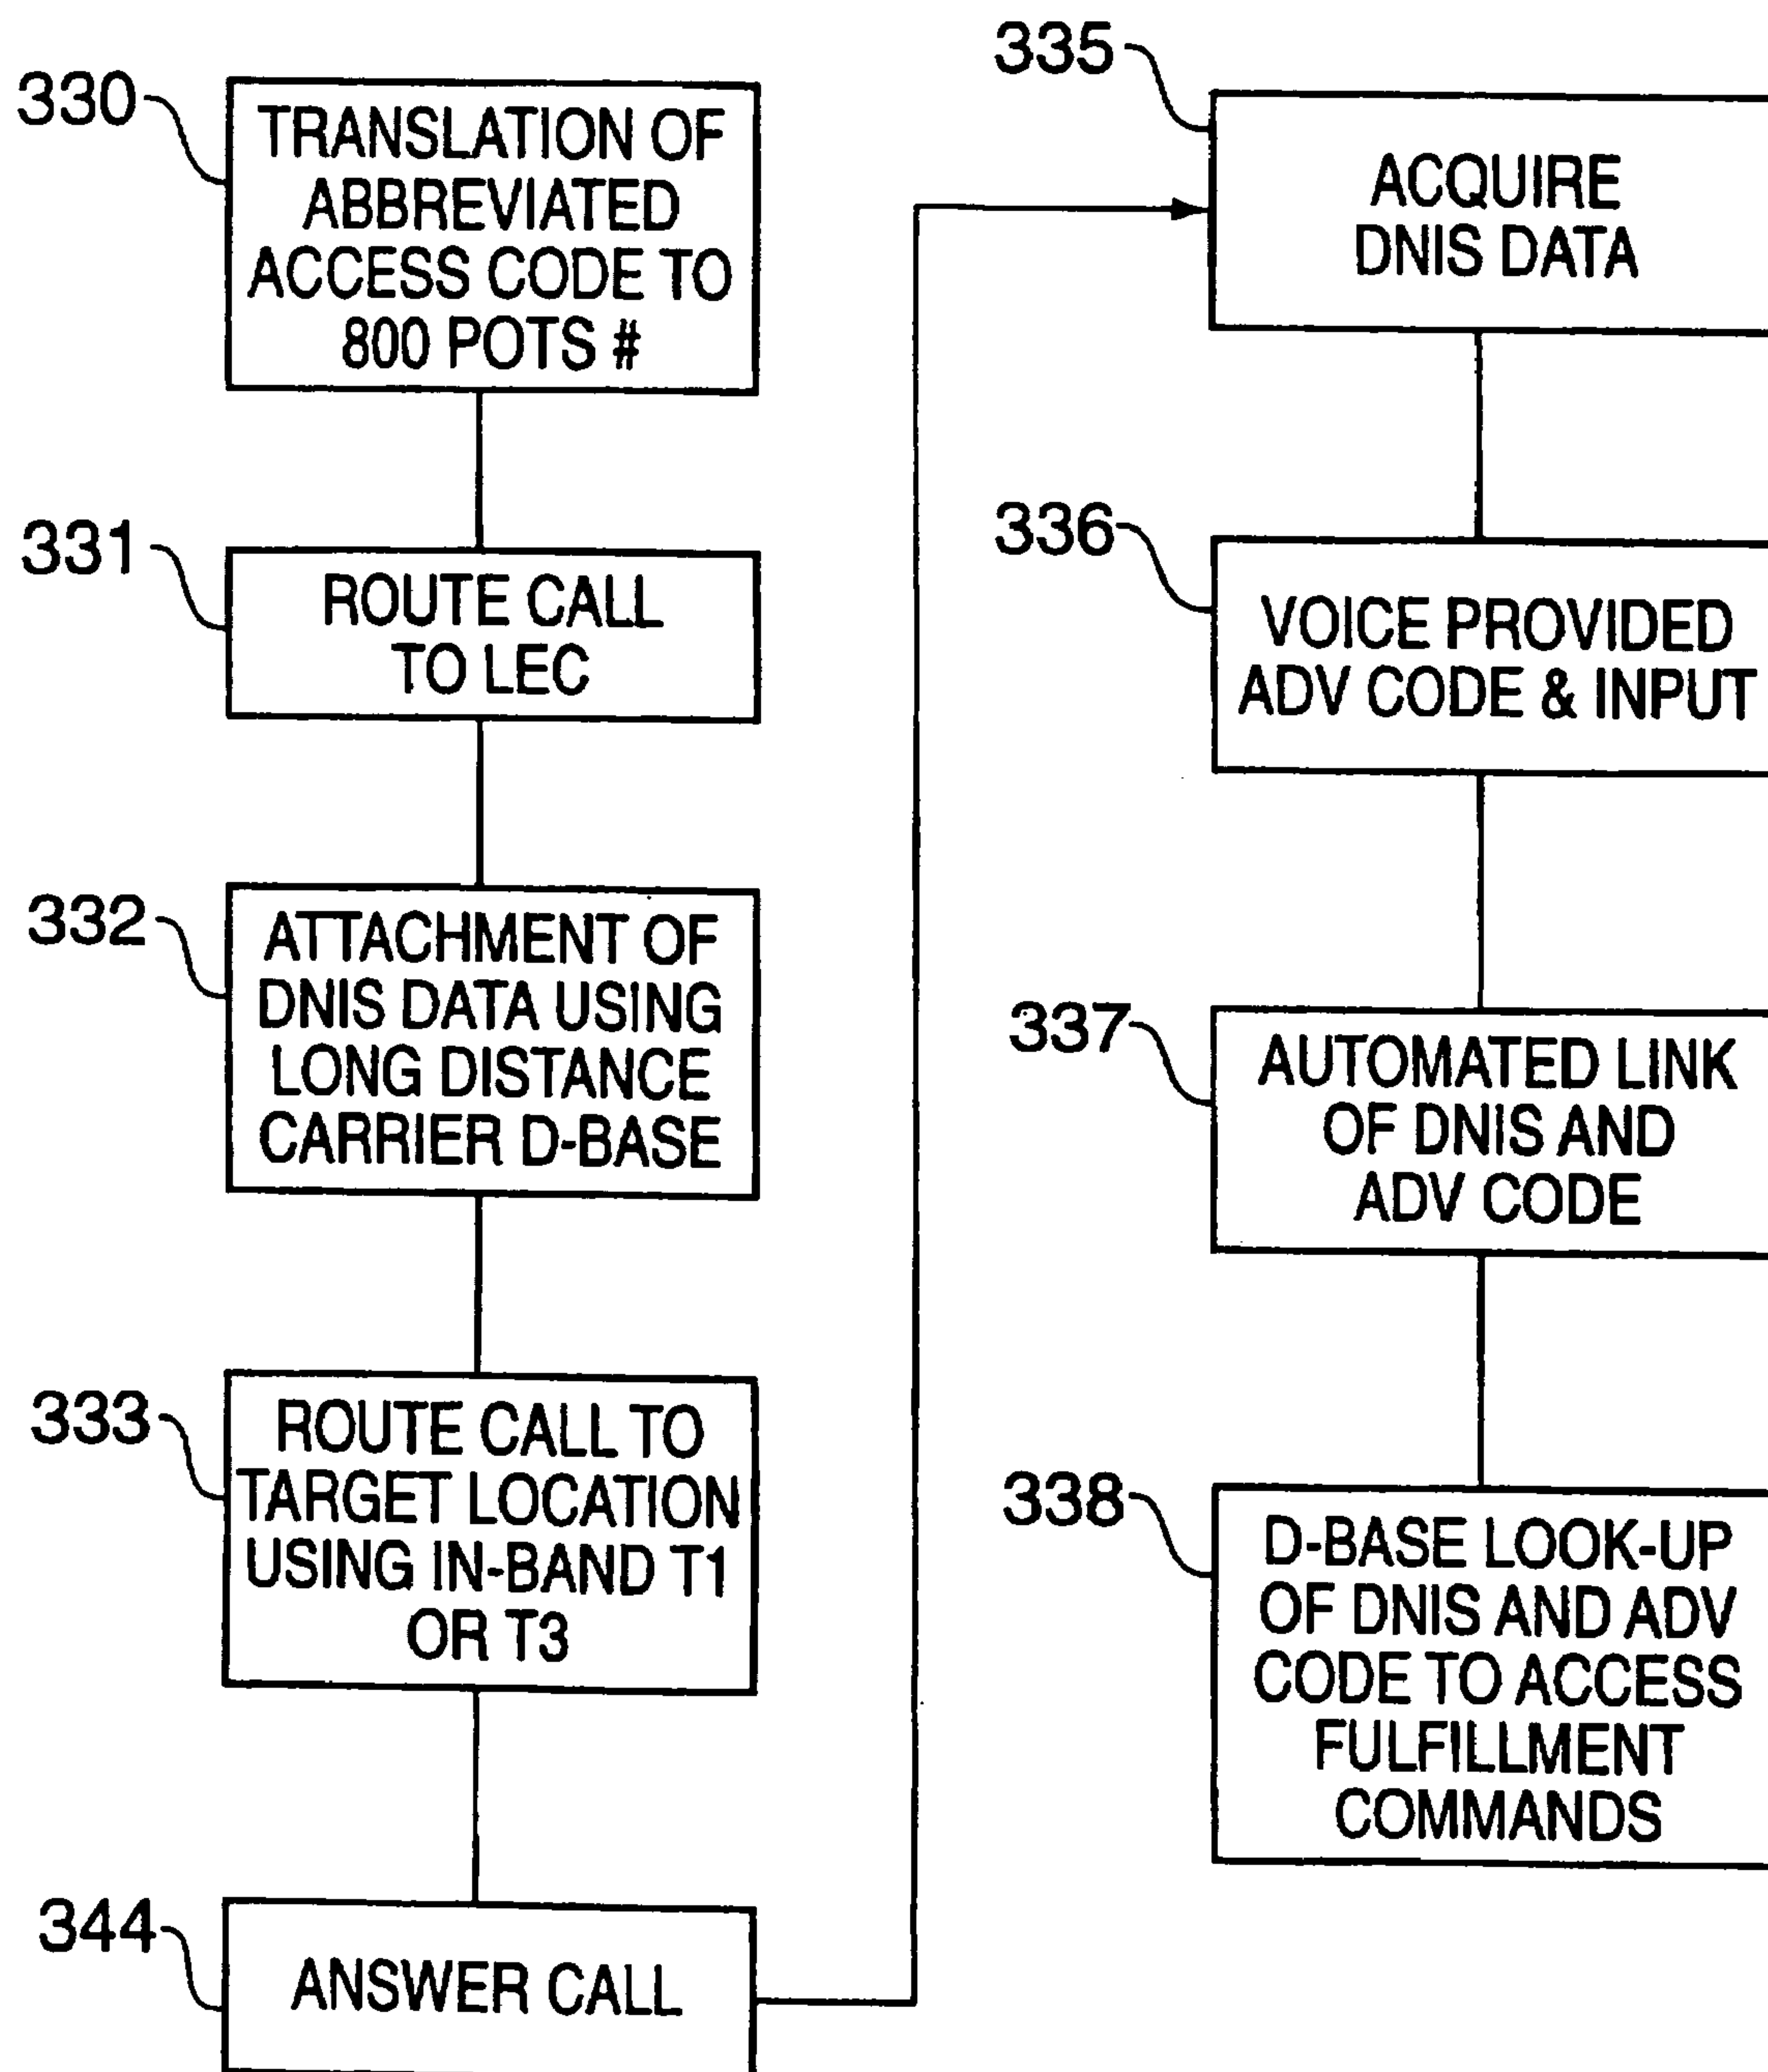 330
TRANSLATION OF
ABBREVIATED
ACCESS CODE TO
800 POTS #
331
ROUTE CALL
TO LEC
332
ATTACHMENT OF
DNIS DATA USING
LONG DISTANCE
CARRIER D-BASE
333
ROUTE CALL TO
TARGET LOCATION
USING IN-BAND T1
OR T3
344
ANSWER CALL
335
ACQUIRE
DNIS DATA
336
VOICE PROVIDED
ADV CODE & INPUT
337
AUTOMATED LINK
OF DNIS AND
ADV CODE
338
D-BASE LOOK-UP
OF DNIS AND ADV
CODE TO ACCESS
FULFILLMENT
COMMANDS